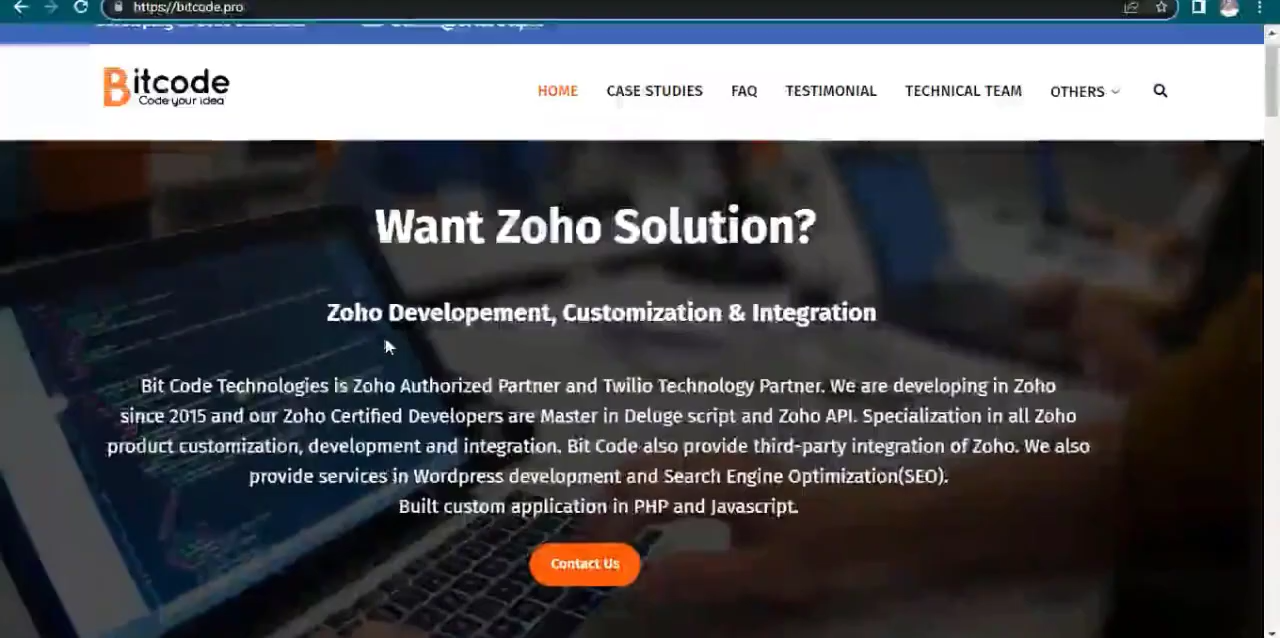 https://bitcode.pro
Bitcode
Code your idea
HOME CASE STUDIES FAQ TESTIMONIAL TECHNICAL TEAM OTHERS
Want Zoho Solution?
Zoho Developement, Customization & Integration
Bit Code Technologies is Zoho Authorized Partner and Twilio Technology Partner. We are developing in Zoho
since 2015 and our Zoho Certified Developers are Master in Deluge script and Zoho API. Specialization in all Zoho
product customization, development and integration. Bit Code also provide third-party integration of Zoho. We also
provide services in Wordpress development and Search Engine Optimization(SEO).
Built custom application in PHP and Javascript.
Contact Us